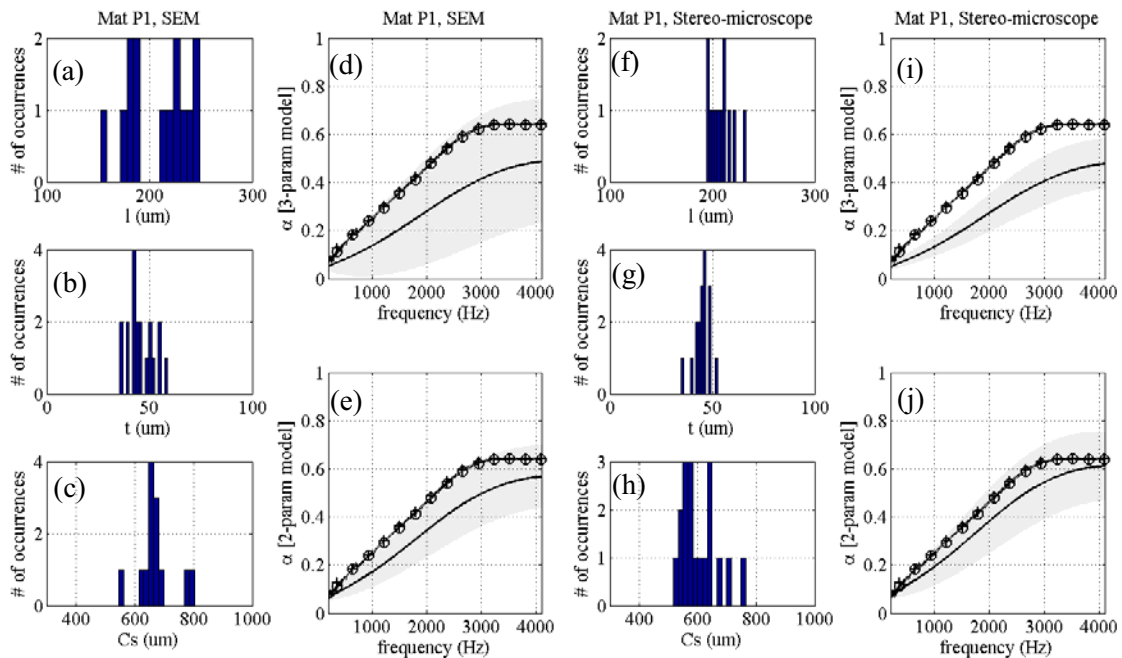 Mat P1, SEM
(a)
# of occurrences
2
1
0
100
200
300
l (um)
(b)
# of occurrences
4
2
0
0
50
100
t (um)
(c)
# of occurrences
4
2
0
400
600
800
1000
Cs (um)
Mat P1, SEM
(d)
α [3-param model]
1
0.8
0.6
0.4
0.2
0
1000
2000
3000
4000
frequency (Hz)
(e)
α [2-param model]
1
0.8
0.6
0.4
0.2
0
1000
2000
3000
4000
frequency (Hz)
Mat P1, Stereo-microscope
(f)
# of occurrences
2
1
0
100
200
300
l (um)
(g)
# of occurrences
4
2
0
0
50
100
t (um)
(h)
# of occurrences
3
2
1
0
400
600
800
1000
Cs (um)
Mat P1, Stereo-microscope
(i)
α [3-param model]
1
0.8
0.6
0.4
0.2
0
1000
2000
3000
4000
frequency (Hz)
(j)
α [2-param model]
1
0.8
0.6
0.4
0.2
0
1000
2000
3000
4000
frequency (Hz)